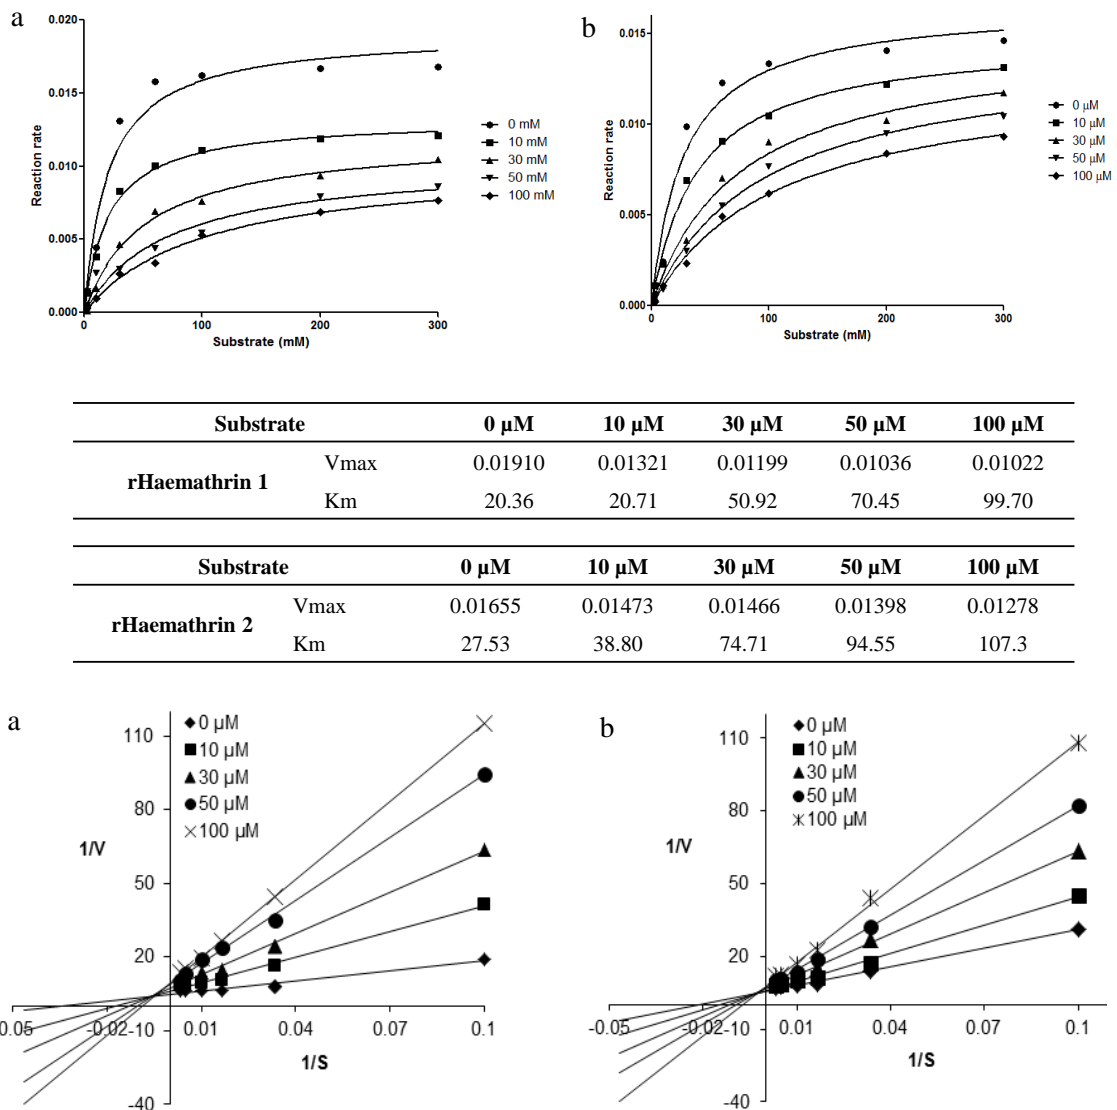 a
0.020
0.015
0.010
0.005
0.000
Reaction rate
0 100 200 300
Substrate (mM)
0 mM
10 mM
30 mM
50 mM
100 mM
b
0.015
0.010
0.005
0.000
Reaction rate
0 100 200 300
Substrate (mM)
0 μM
10 μM
30 μM
50 μM
100 μM
Substrate 0 μM 10 μM 30 μM 50 μM 100 μM
rHaemathrin 1
Vmax 0.01910 0.01321 0.01199 0.01036 0.01022
Km 20.36 20.71 50.92 70.45 99.70
Substrate 0 μM 10 μM 30 μM 50 μM 100 μM
rHaemathrin 2
Vmax 0.01655 0.01473 0.01466 0.01398 0.01278
Km 27.53 38.80 74.71 94.55 107.3
a
0 μM
10 μM
30 μM
50 μM
100 μM
110
80
1/V
50
20
0.05 -0.02 -10 0.01 0.04 0.1
1/S
-40
b
0 μM
10 μM
30 μM
50 μM
100 μM
110
80
1/V
50
20
-0.05 -0.02 -10 0.01 0.04 0.07 0.1
1/S
-40